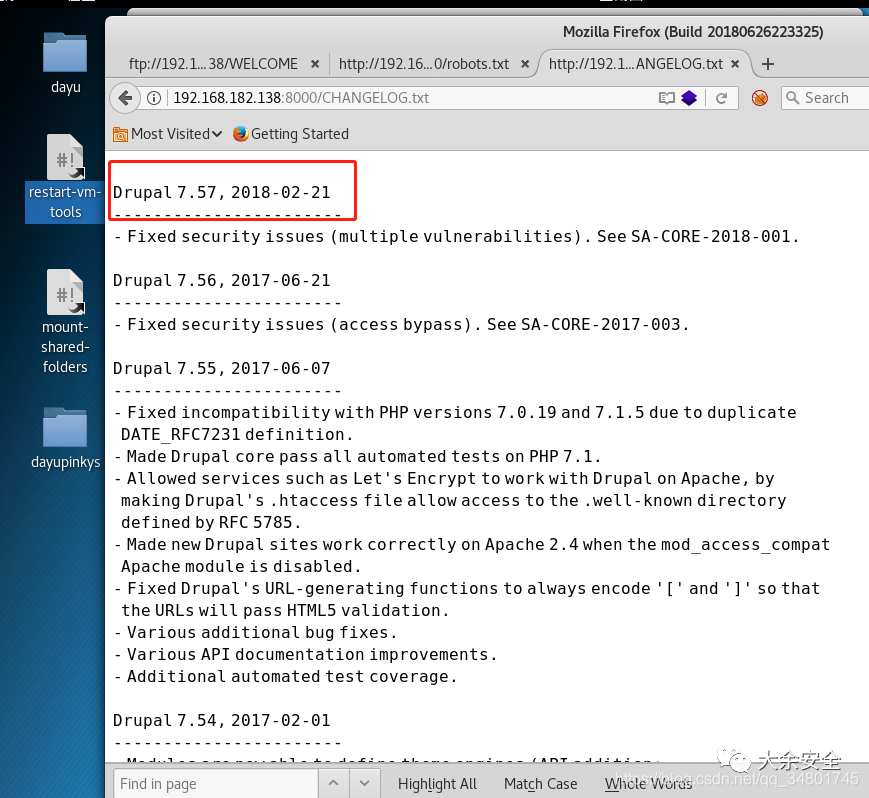 Mozilla Firefox (Build 20180626223325)
ftp://192.1...38/WELCOME
http://192.16...0/robots.txt
http://192.1...ANGELOG.txt
192.168.182.138:8000/CHANGELOG.txt
Search
Most Visited
Getting Started
dayu
#!
restart-vm-
tools
#!
mount-
shared-
folders
dayupinkys
Drupal 7.57, 2018-02-21
-----------------------
- Fixed security issues (multiple vulnerabilities). See SA-CORE-2018-001.
Drupal 7.56, 2017-06-21
-----------------------
- Fixed security issues (access bypass). See SA-CORE-2017-003.
Drupal 7.55, 2017-06-07
-----------------------
- Fixed incompatibility with PHP versions 7.0.19 and 7.1.5 due to duplicate
DATE_RFC7231 definition.
- Made Drupal core pass all automated tests on PHP 7.1.
- Allowed services such as Let's Encrypt to work with Drupal on Apache, by
making Drupal's .htaccess file allow access to the .well-known directory
defined by RFC 5785.
- Made new Drupal sites work correctly on Apache 2.4 when the mod_access_compat
Apache module is disabled.
- Fixed Drupal's URL-generating functions to always encode '[' and ']' so that
the URLs will pass HTML5 validation.
- Various additional bug fixes.
- Various API documentation improvements.
- Additional automated test coverage.
Drupal 7.54, 2017-02-01
-----------------------
- Modules are now able to define theme engines (API addition:
大余安全
https://blog.csdn.net/qq_34801745
Find in page
Highlight All
Match Case
Whole Words